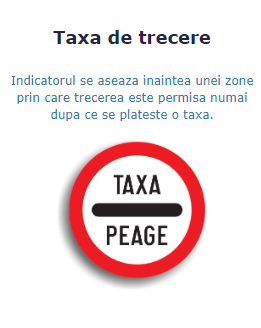 Taxa de trecere
Indicatorul se aseaza inaintea unei zone
prin care trecerea este permisa numai
dupa ce se plateste o taxa.
TAXA
PEAGE